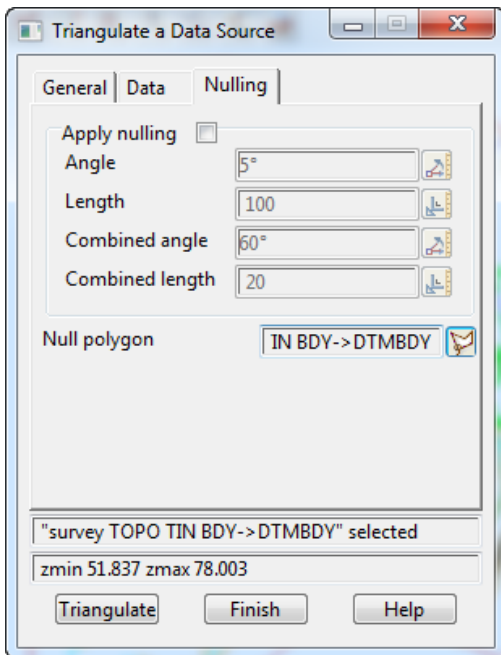 Triangulate a Data Source
General Data Nulling
Apply nulling
Angle 5°
Length 100
Combined angle 60°
Combined length 20
Null polygon IN BDY->DTMBDY
"survey TOPO TIN BDY->DTMBDY" selected
zmin 51.837 zmax 78.003
Triangulate Finish Help